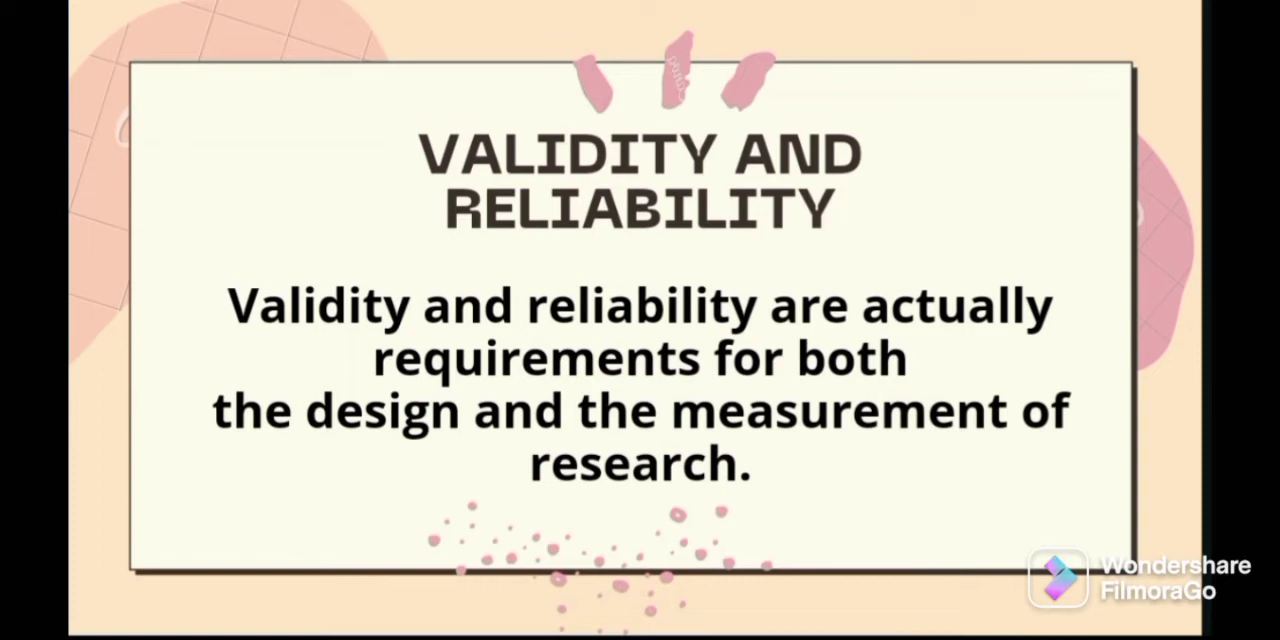 VALIDITY AND
RELIABILITY
Validity and reliability are actually
requirements for both
the design and the measurement of
research.
Wondershare
FilmoraGo